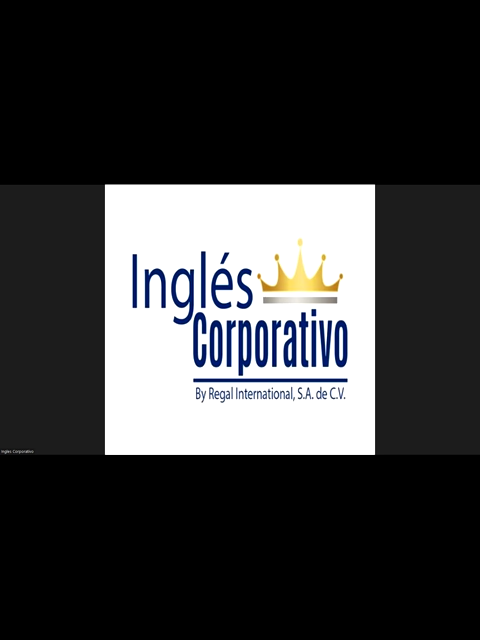 Inglés
Corporativo
By Regal International, S.A. de C.V.
Ingles Corporativo